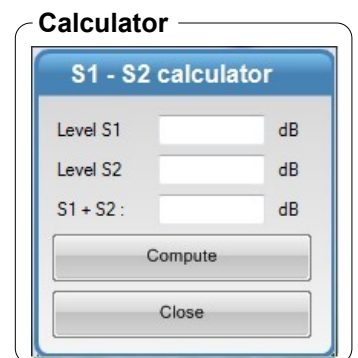 Calculator
S1 - S2 calculator
Level S1 dB
Level S2 dB
S1 + S2 : dB
Compute
Close